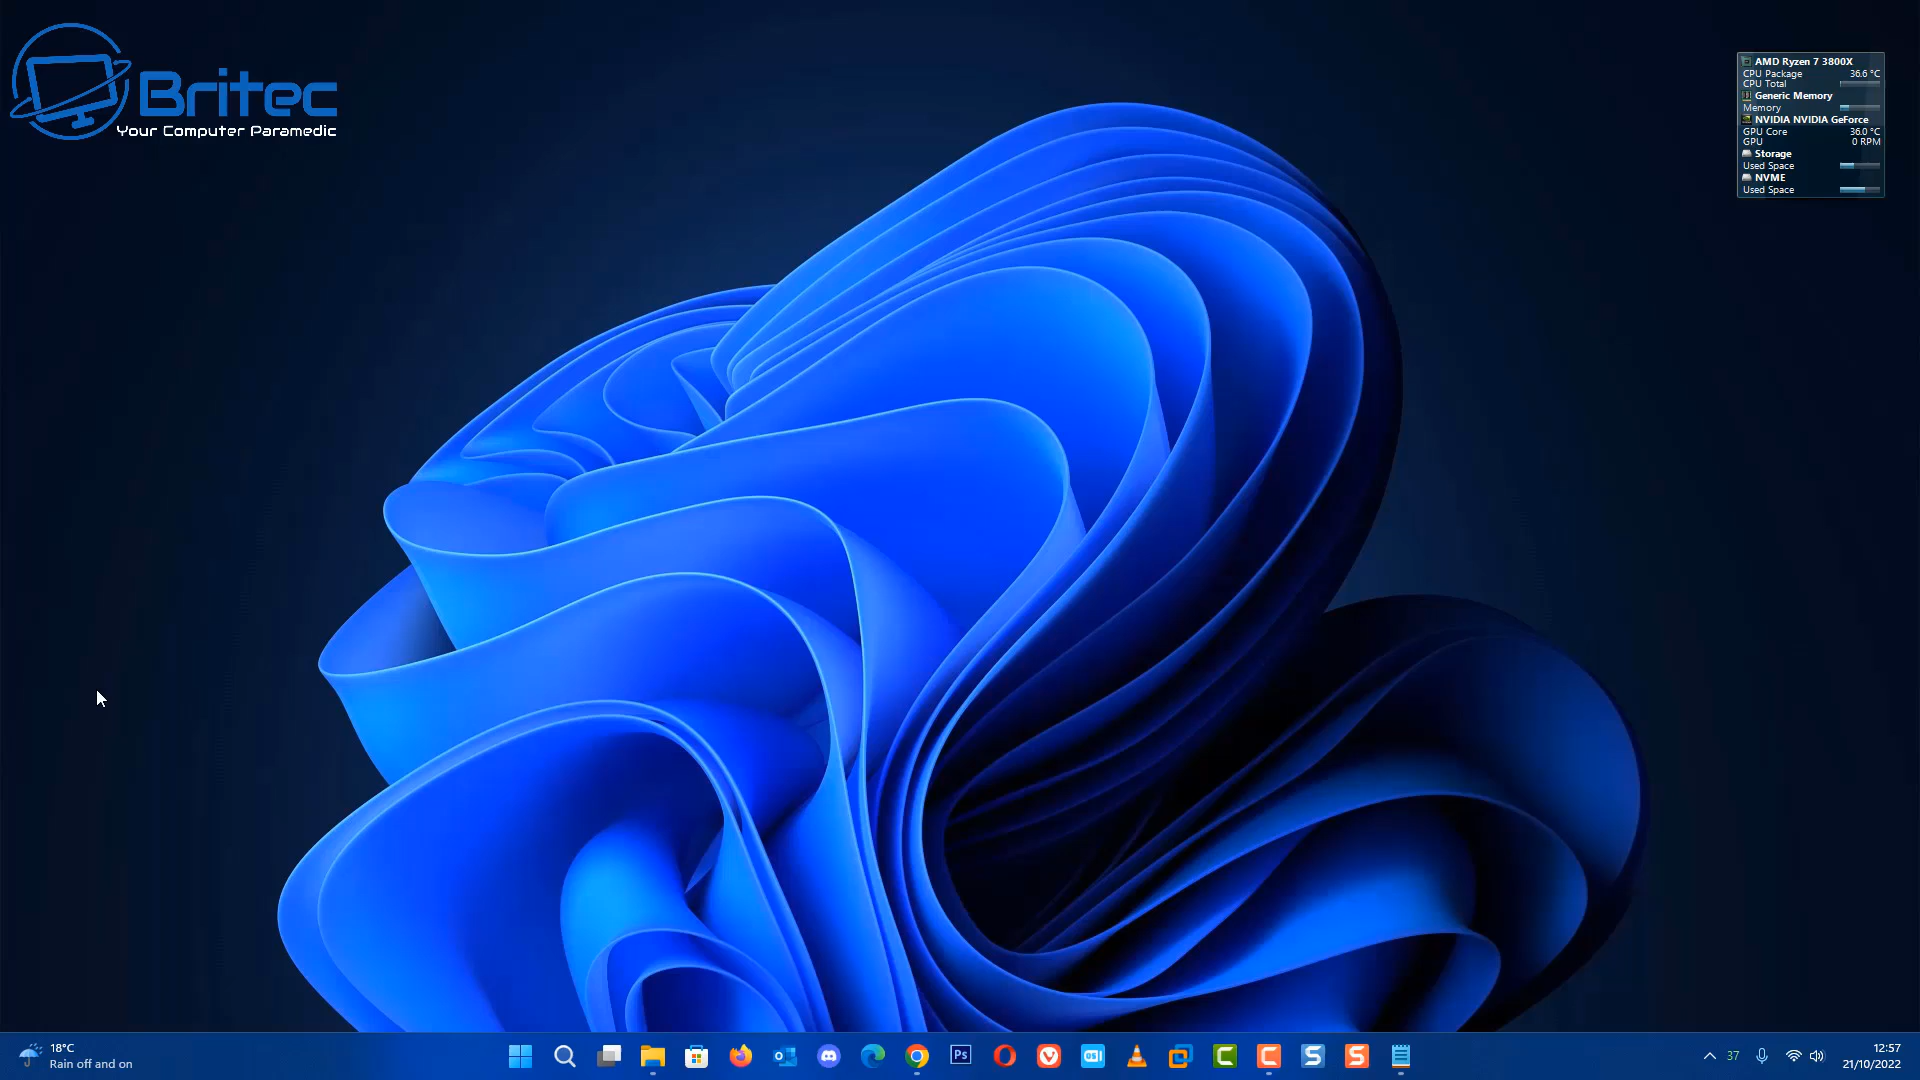 Britec
Your Computer Paramedic
AMD Ryzen 7 3800X
CPU Package 36.6 °C
CPU Total
Generic Memory
Memory
NVIDIA NVIDIA GeForce
GPU Core 36.0 °C
GPU 0 RPM
Storage
Used Space
NVME
Used Space
18°C
Rain off and on
Ps
37
12:57
21/10/2022